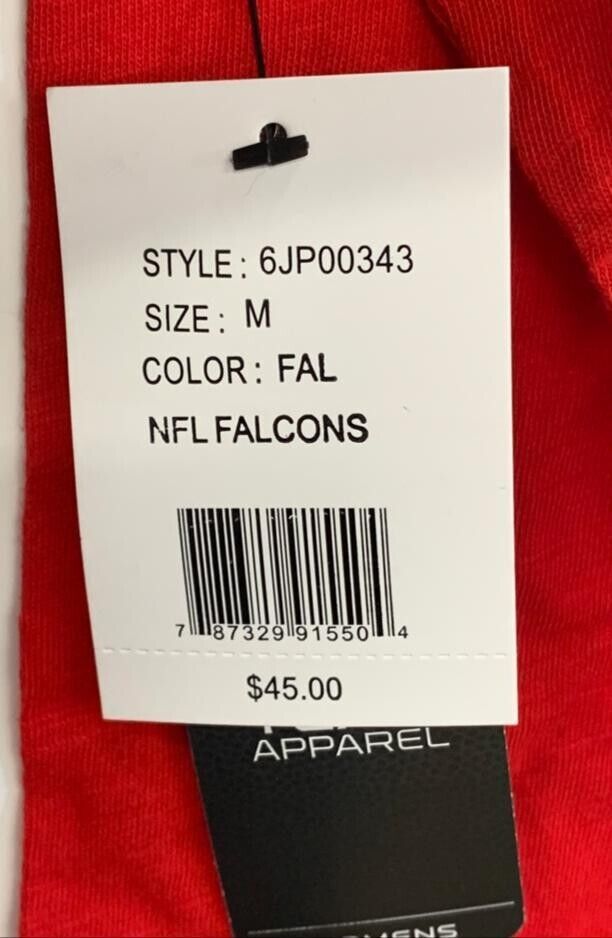 STYLE: 6JP00343
SIZE: M
COLOR: FAL
NFL FALCONS
7 87329 91550 4
$45.00
APPAREL